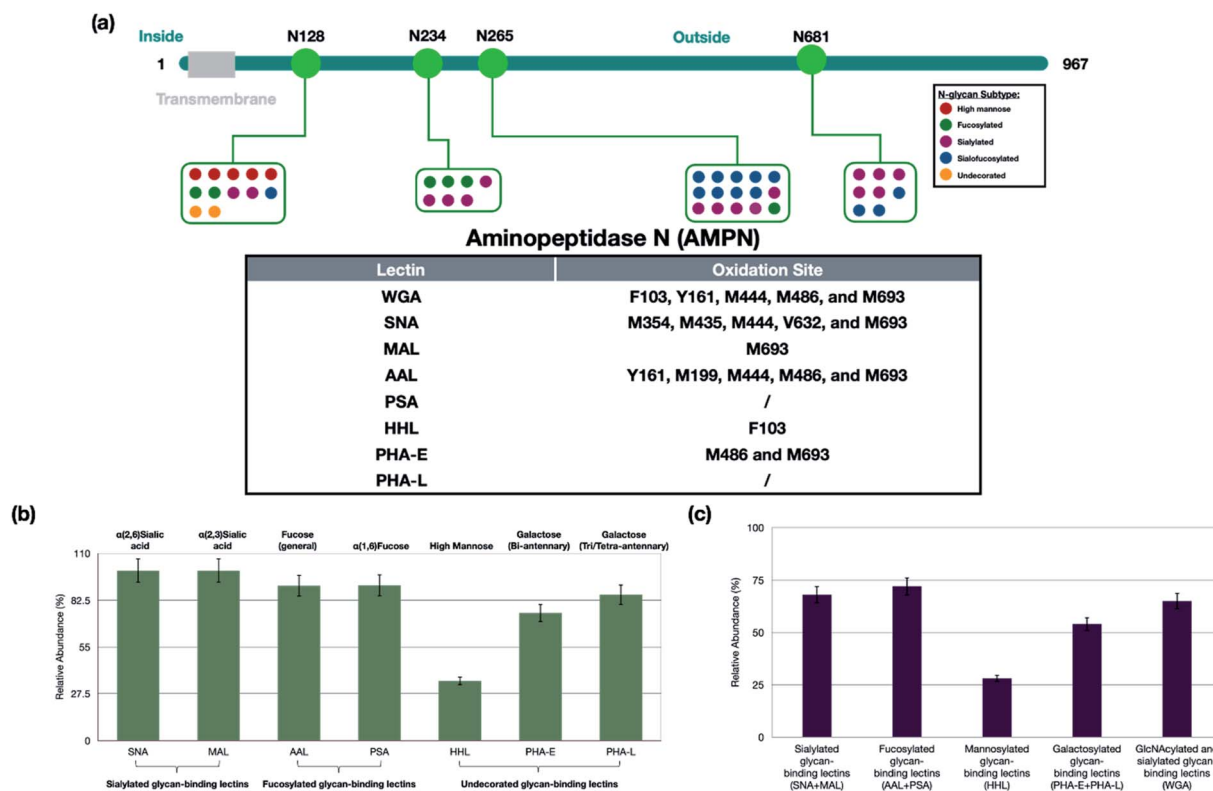 (a)
Inside
N128
N234
N265
Outside
N681
1
967
Transmembrane
N-glycan Subtype:
High mannose
Fucosylated
Sialylated
Sialofucosylated
Undecorated
Aminopeptidase N (AMPN)
Lectin Oxidation Site
WGA F103, Y161, M444, M486, and M693
SNA M354, M435, M444, V632, and M693
MAL M693
AAL Y161, M199, M444, M486, and M693
PSA /
HHL F103
PHA-E M486 and M693
PHA-L /
(b)
α(2,6)Sialic acid
α(2,3)Sialic acid
Fucose (general)
α(1,6)Fucose
High Mannose
Galactose (Bi-antennary)
Galactose (Tri/Tetra-antennary)
Relative Abundance (%)
110
82.5
55
27.5
0
SNA MAL AAL PSA HHL PHA-E PHA-L
Sialylated glycan-binding lectins
Fucosylated glycan-binding lectins
Undecorated glycan-binding lectins
(c)
Relative Abundance (%)
100
75
50
25
0
Sialylated
glycan-
binding lectins
(SNA+MAL)
Fucosylated
glycan-
binding lectins
(AAL+PSA)
Mannosylated
glycan-
binding lectins
(HHL)
Galactosylated
glycan-
binding lectins
(PHA-E+PHA-L)
GlcNAcylated and
sialylated glycan
binding lectins
(WGA)